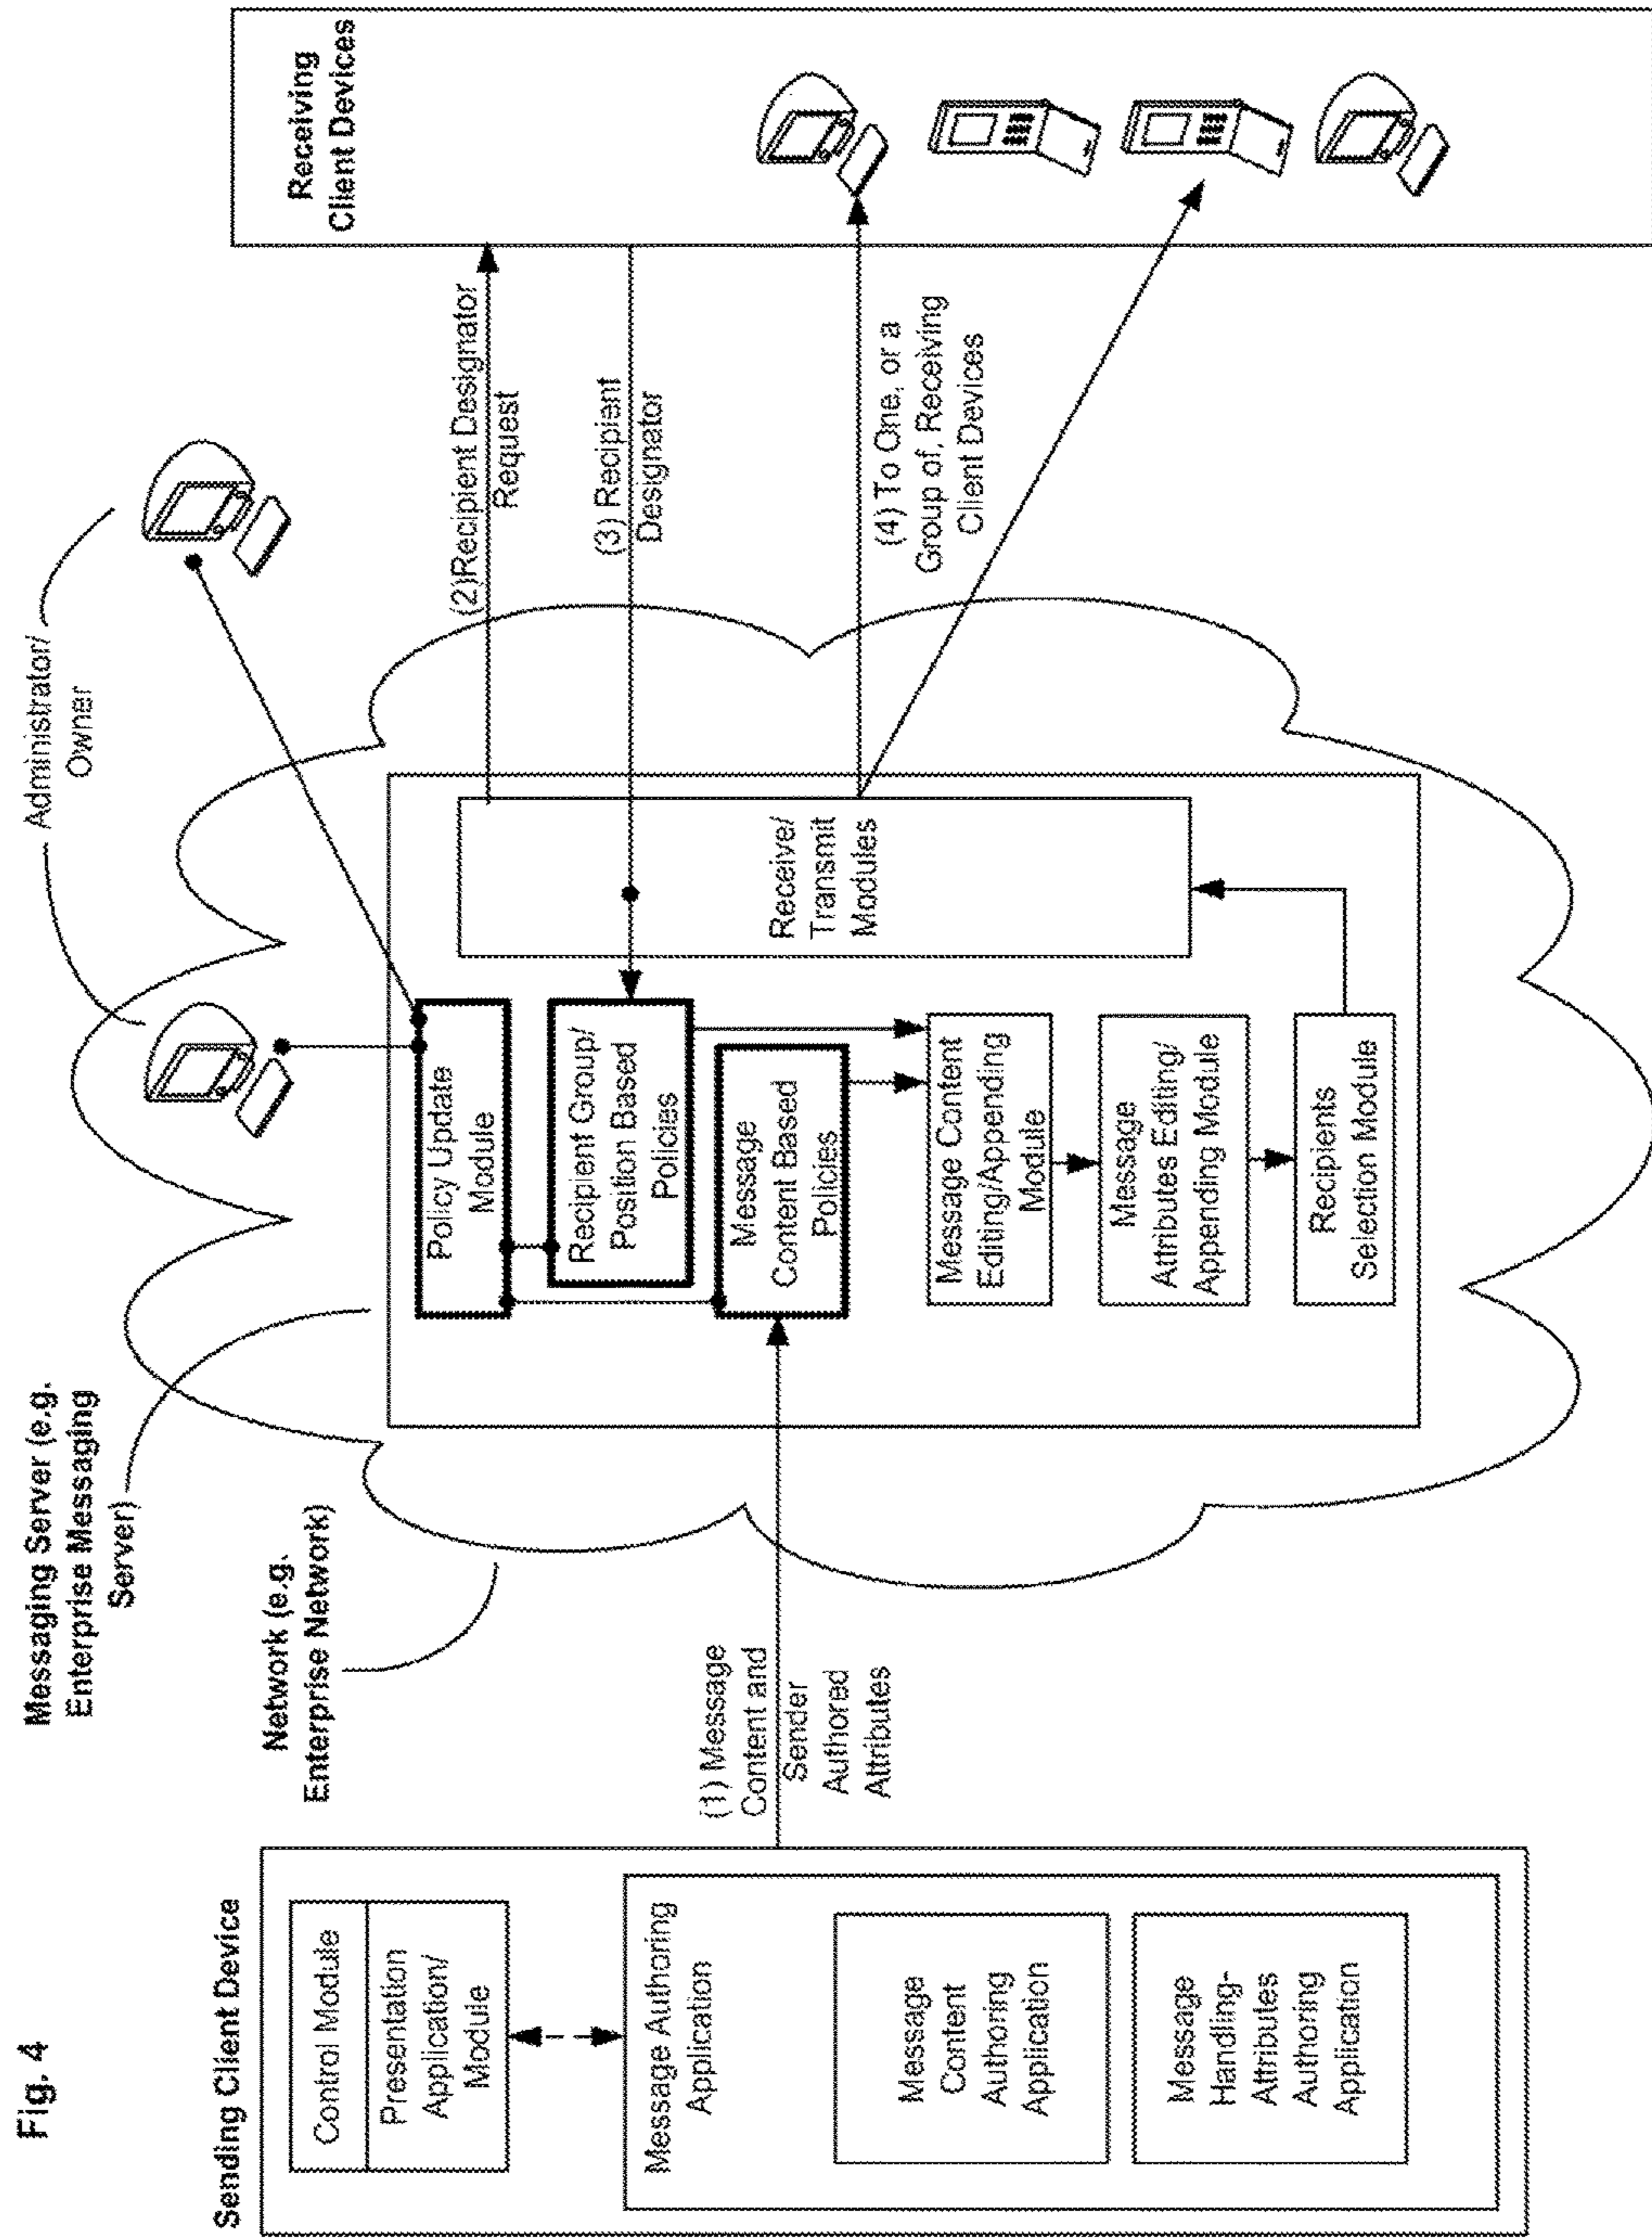 Fig. 4
Sending Client Device
Control Module
Presentation
Application/
Module
Message Authoring
Application
Message
Content
Authoring
Application
Message
Handling-
Attributes
Authoring
Application
(1) Message
Content and
Sender
Authored
Attributes
Messaging Server (e.g.
Enterprise Messaging
Server)
Network (e.g.
Enterprise Network)
Administrator/
Owner
Policy Update
Module
Recipient Group/
Position Based
Policies
Message
Content Based
Policies
Message Content
Editing/Appending
Module
Message
Attributes Editing/
Appending Module
Recipients
Selection Module
Receive/
Transmit
Modules
(2)Recipient Designator
Request
(3) Recipient
Designator
(4) To One, or a
Group of, Receiving
Client Devices
Receiving
Client Devices